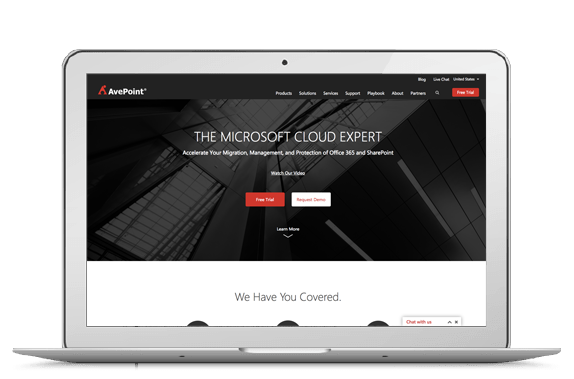 Blog Live Chat United States
AvePoint®
Products Solutions Services Support Playbook About Partners Free Trial
THE MICROSOFT CLOUD EXPERT
Accelerate Your Migration, Management, and Protection of Office 365 and SharePoint
Watch Our Video
Free Trial Request Demo
Learn More
We Have You Covered.
Chat with us